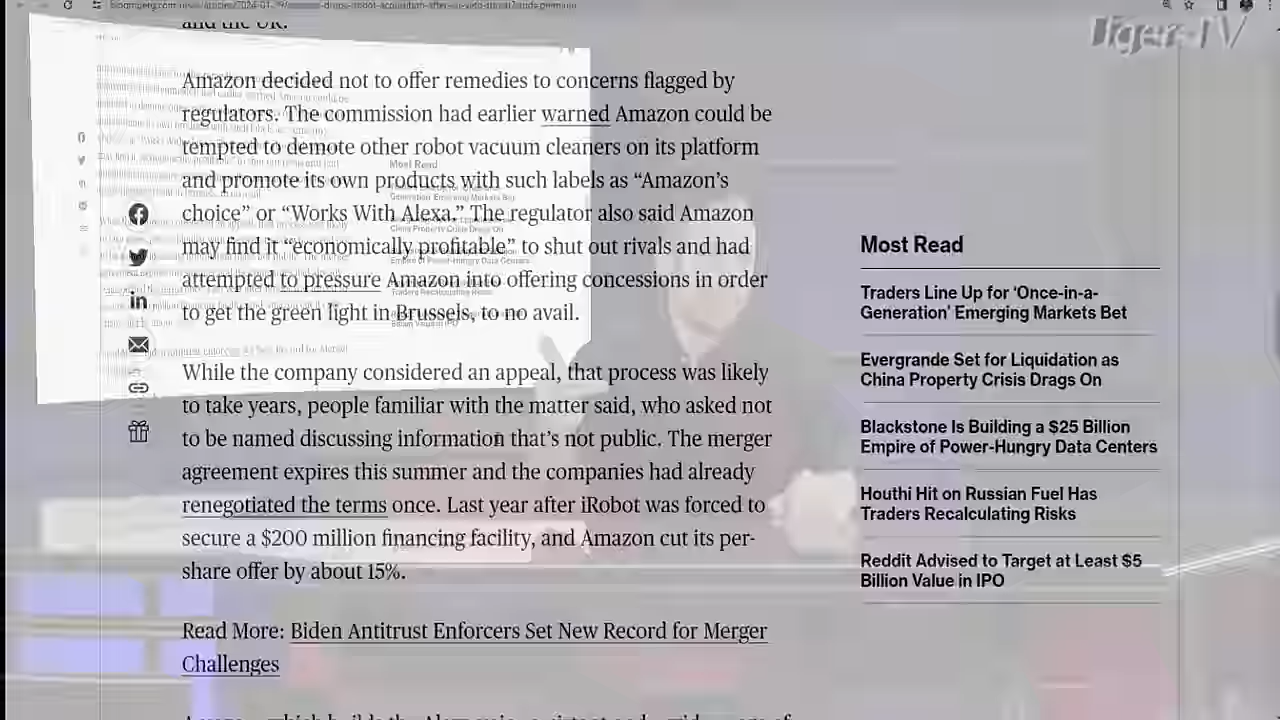 Tiger-TV
and the UK.
Amazon decided not to offer remedies to concerns flagged by
regulators. The commission had earlier warned Amazon could be
tempted to demote other robot vacuum cleaners on its platform
and promote its own products with such labels as “Amazon’s
choice” or “Works With Alexa.” The regulator also said Amazon
may find it “economically profitable” to shut out rivals and had
attempted to pressure Amazon into offering concessions in order
to get the green light in Brussels, to no avail.
While the company considered an appeal, that process was likely
to take years, people familiar with the matter said, who asked not
to be named discussing information that’s not public. The merger
agreement expires this summer and the companies had already
renegotiated the terms once. Last year after iRobot was forced to
secure a $200 million financing facility, and Amazon cut its per-
share offer by about 15%.
Read More: Biden Antitrust Enforcers Set New Record for Merger
Challenges
Most Read
Traders Line Up for ‘Once-in-a-
Generation’ Emerging Markets Bet
Evergrande Set for Liquidation as
China Property Crisis Drags On
Blackstone Is Building a $25 Billion
Empire of Power-Hungry Data Centers
Houthi Hit on Russian Fuel Has
Traders Recalculating Risks
Reddit Advised to Target at Least $5
Billion Value in IPO
Most Read